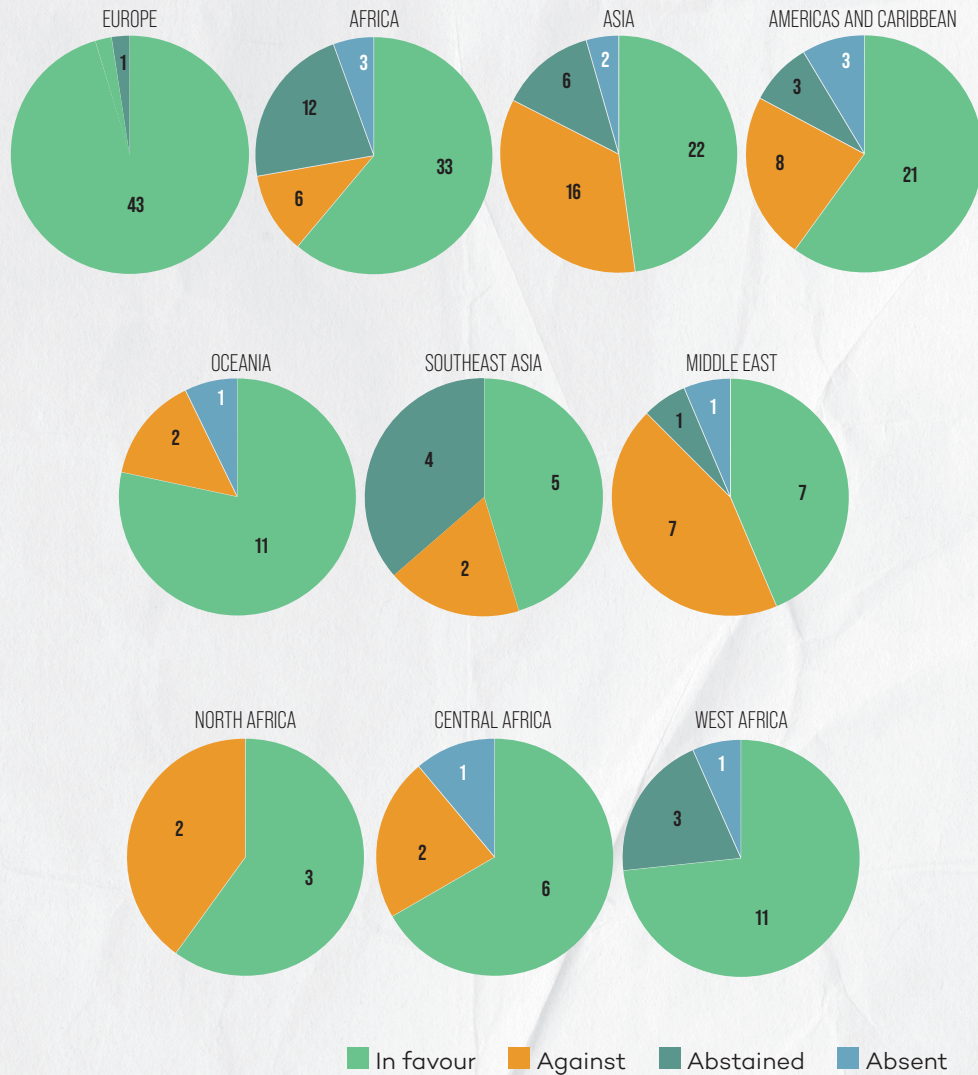 EUROPE
AFRICA
ASIA
AMERICAS AND CARIBBEAN
1
43
3
12
33
6
2
6
22
16
3
3
8
21
OCEANIA
SOUTHEAST ASIA
MIDDLE EAST
1
2
11
4
5
2
1
1
7
7
NORTH AFRICA
CENTRAL AFRICA
WEST AFRICA
2
3
1
2
6
1
3
11
In favour
Against
Abstained
Absent